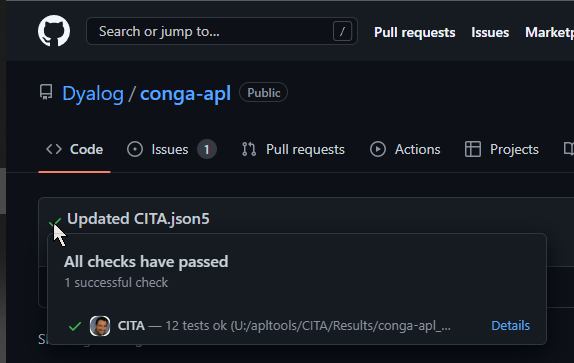 Search or jump to... /
Pull requests Issues
Dyalog / conga-apl Public
Code Issues 1 Pull requests Actions Projects
Updated CITA.json5
All checks have passed
1 successful check
CITA — 12 tests ok (U:/apltools/CITA/Results/conga-apl_... Details